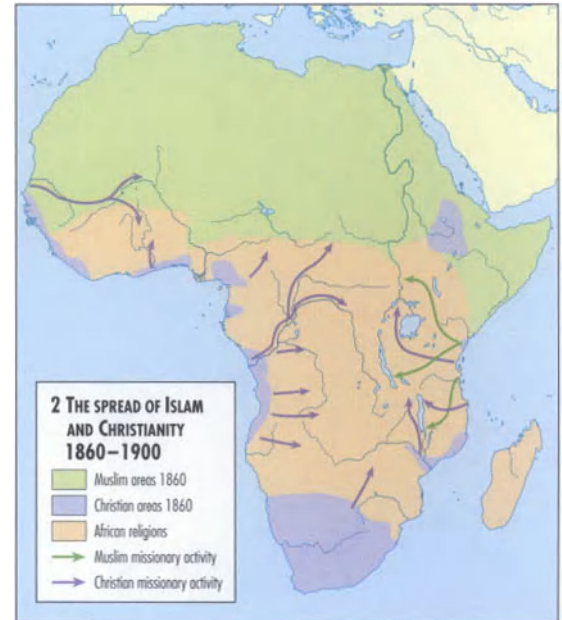 2 THE SPREAD OF ISLAM
AND CHRISTIANITY
1860–1900
Muslim areas 1860
Christian areas 1860
African religions
Muslim missionary activity
Christian missionary activity